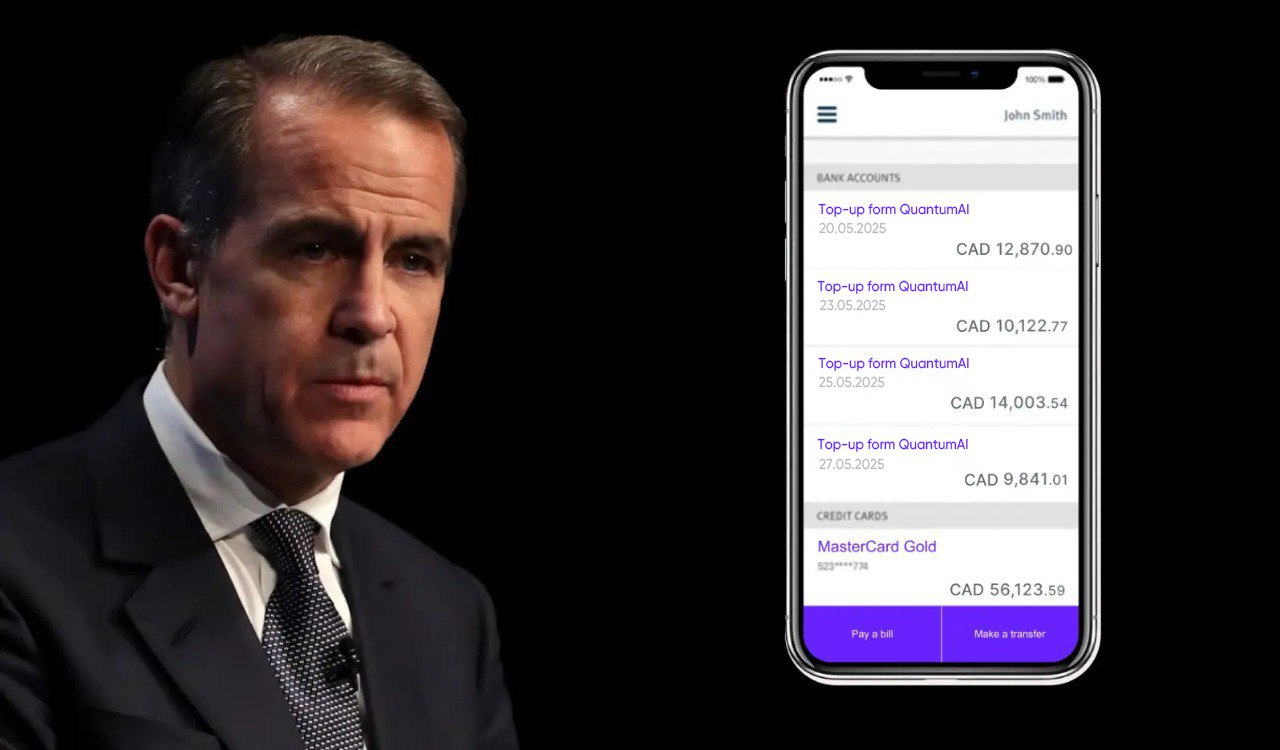 100%
John Smith
BANK ACCOUNTS
Top-up form QuantumAI
20.05.2025
CAD 12,870.90
Top-up form QuantumAI
23.05.2025
CAD 10,122.77
Top-up form QuantumAI
25.05.2025
CAD 14,003.54
Top-up form QuantumAI
27.05.2025
CAD 9,841.01
CREDIT CARDS
MasterCard Gold
523****774
CAD 56,123.59
Pay a bill
Make a transfer